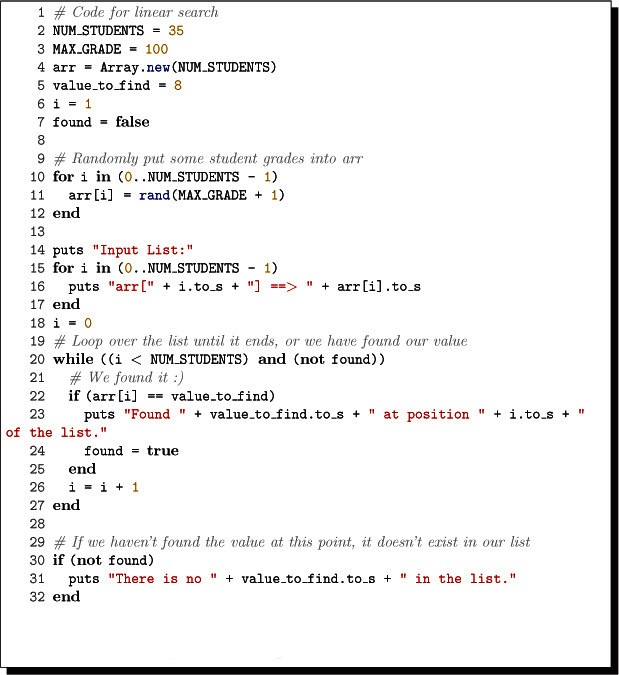 1 # Code for linear search
2 NUM_STUDENTS = 35
3 MAX_GRADE = 100
4 arr = Array.new(NUM_STUDENTS)
5 value_to_find = 8
6 i = 1
7 found = false
8
9 # Randomly put some student grades into arr
10 for i in (0..NUM_STUDENTS - 1)
11   arr[i] = rand(MAX_GRADE + 1)
12 end
13
14 puts "Input List:"
15 for i in (0..NUM_STUDENTS - 1)
16   puts "arr[" + i.to_s + "] ==> " + arr[i].to_s
17 end
18 i = 0
19 # Loop over the list until it ends, or we have found our value
20 while ((i < NUM_STUDENTS) and (not found))
21   # We found it :)
22   if (arr[i] == value_to_find)
23     puts "Found " + value_to_find.to_s + " at position " + i.to_s + "
of the list."
24     found = true
25   end
26   i = i + 1
27 end
28
29 # If we haven't found the value at this point, it doesn't exist in our list
30 if (not found)
31   puts "There is no " + value_to_find.to_s + " in the list."
32 end